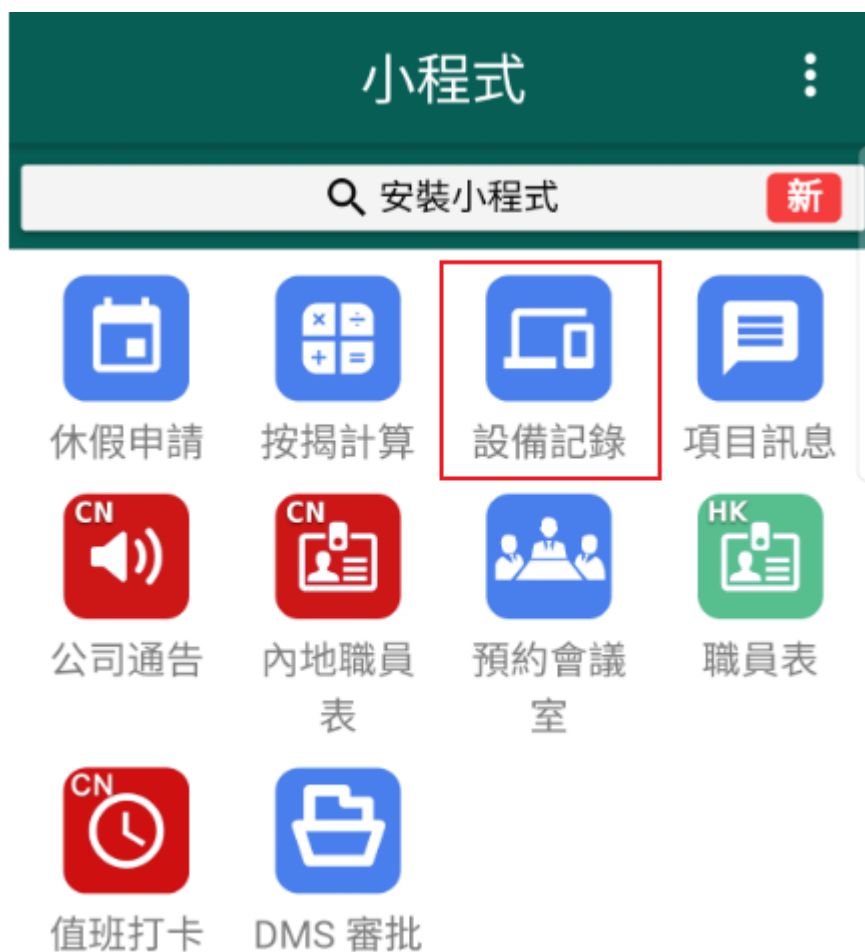 小程式
安裝小程式 新
休假申請 按揭計算 設備記錄 項目訊息
CN CN HK
公司通告 內地職員 預約會議 職員表
表 室
CN
值班打卡 DMS 審批